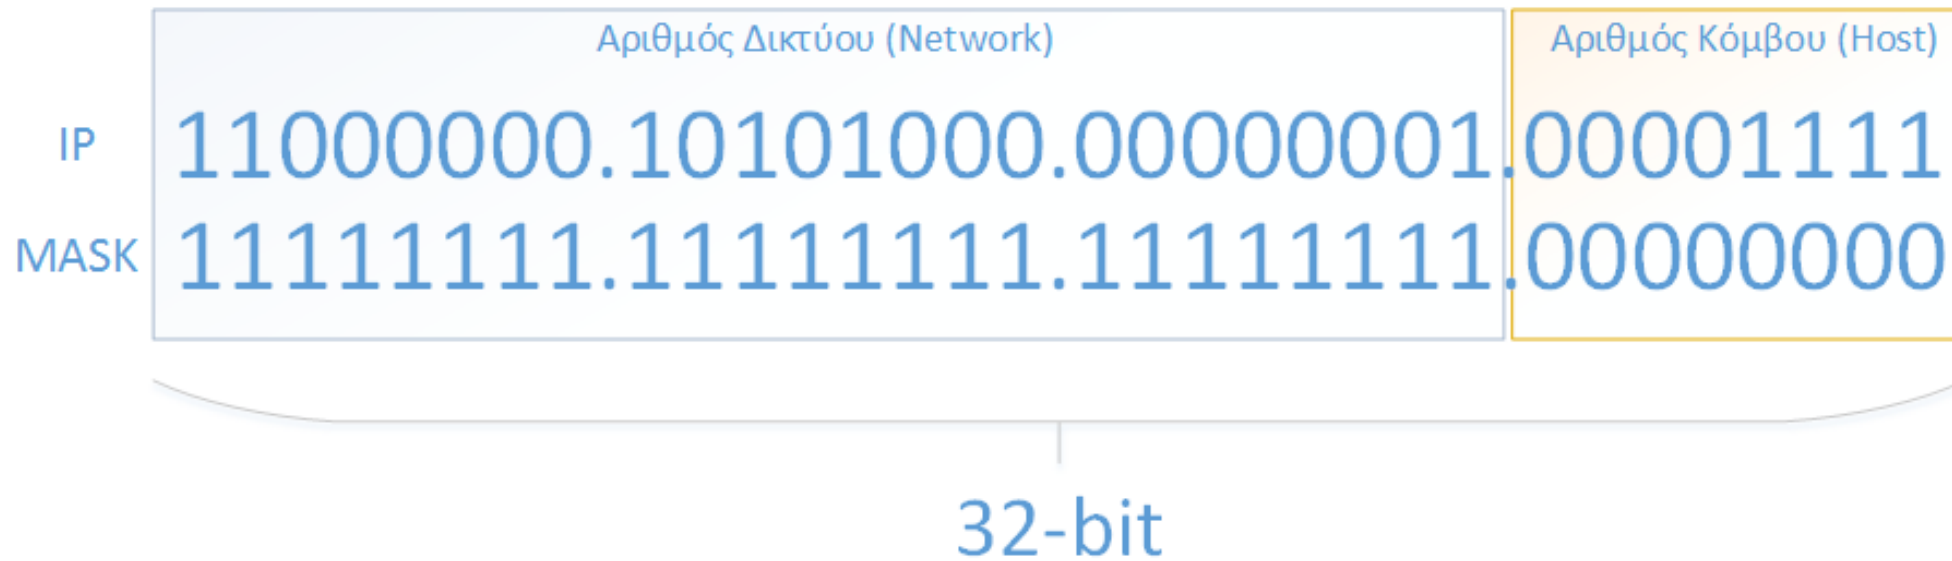 Αριθμός Δικτύου (Network) Αριθμός Κόμβου (Host)
IP 11000000.10101000.00000001.00001111
MASK 11111111.11111111.11111111.00000000
32-bit